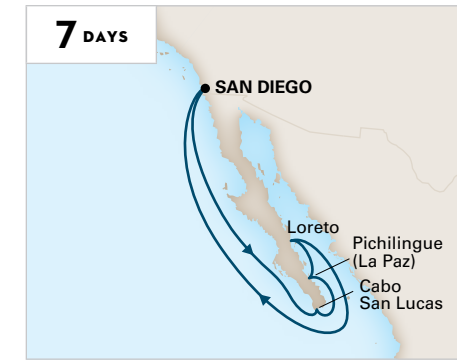 7 DAYS
SAN DIEGO
Loreto
Pichilingue
(La Paz)
Cabo
San Lucas